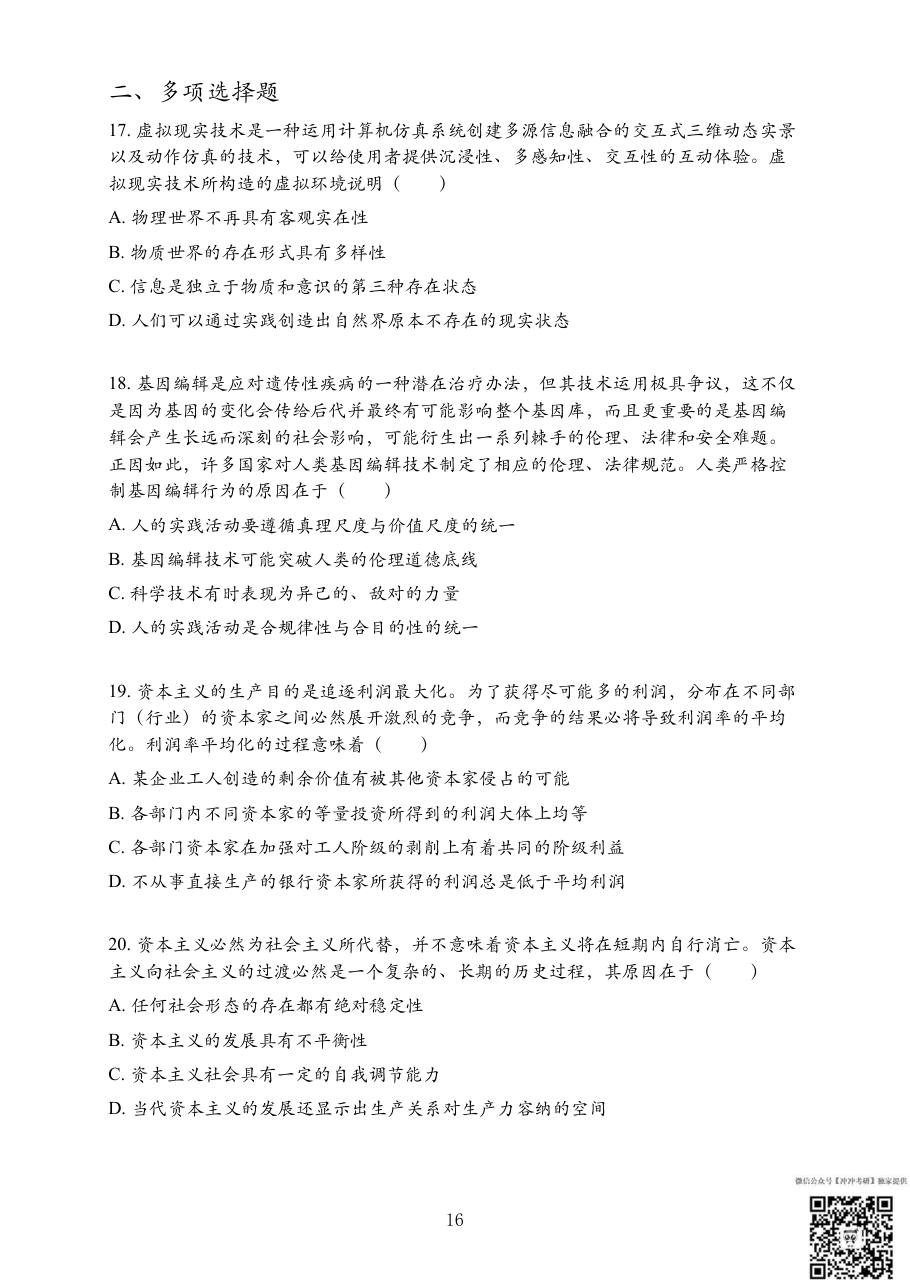 二、多项选择题
17. 虚拟现实技术是一种运用计算机仿真系统创建多源信息融合的交互式三维动态实景
以及动作仿真的技术，可以给使用者提供沉浸性、多感知性、交互性的互动体验。虚
拟现实技术所构造的虚拟环境说明（　　）
A. 物理世界不再具有客观实在性
B. 物质世界的存在形式具有多样性
C. 信息是独立于物质和意识的第三种存在状态
D. 人们可以通过实践创造出自然界原本不存在的现实状态
18. 基因编辑是应对遗传性疾病的一种潜在治疗办法，但其技术运用极具争议，这不仅
是因为基因的变化会传给后代并最终有可能影响整个基因库，而且更重要的是基因编
辑会产生长远而深刻的社会影响，可能衍生出一系列棘手的伦理、法律和安全难题。
正因如此，许多国家对人类基因编辑技术制定了相应的伦理、法律规范。人类严格控
制基因编辑行为的原因在于（　　）
A. 人的实践活动要遵循真理尺度与价值尺度的统一
B. 基因编辑技术可能突破人类的伦理道德底线
C. 科学技术有时表现为异己的、敌对的力量
D. 人的实践活动是合规律性与合目的性的统一
19. 资本主义的生产目的是追逐利润最大化。为了获得尽可能多的利润，分布在不同部
门（行业）的资本家之间必然展开激烈的竞争，而竞争的结果必将导致利润率的平均
化。利润率平均化的过程意味着（　　）
A. 某企业工人创造的剩余价值有被其他资本家侵占的可能
B. 各部门内不同资本家的等量投资所得到的利润大体上均等
C. 各部门资本家在加强对工人阶级的剥削上有着共同的阶级利益
D. 不从事直接生产的银行资本家所获得的利润总是低于平均利润
20. 资本主义必然为社会主义所代替，并不意味着资本主义将在短期内自行消亡。资本
主义向社会主义的过渡必然是一个复杂的、长期的历史过程，其原因在于（　　）
A. 任何社会形态的存在都有绝对稳定性
B. 资本主义的发展具有不平衡性
C. 资本主义社会具有一定的自我调节能力
D. 当代资本主义的发展还显示出生产关系对生产力容纳的空间
微信公众号【冲冲考研】独家提供
16